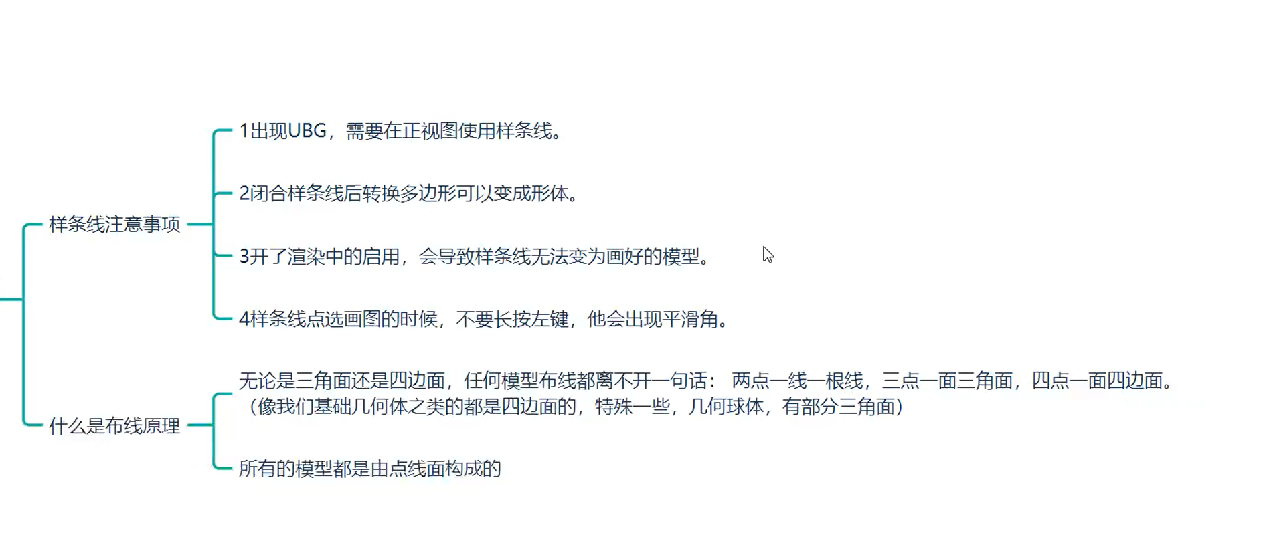 1出现UBG，需要在正视图使用样条线。
2闭合样条线后转换多边形可以变成形体。
样条线注意事项
3开了渲染中的启用，会导致样条线无法变为画好的模型。
4样条线点选画图的时候，不要长按左键，他会出现平滑角。
无论是三角面还是四边面，任何模型布线都离不开一句话： 两点一线一根线，三点一面三角面，四点一面四边面。
（像我们基础几何体之类的都是四边面的，特殊一些，几何球体，有部分三角面）
什么是布线原理
所有的模型都是由点线面构成的